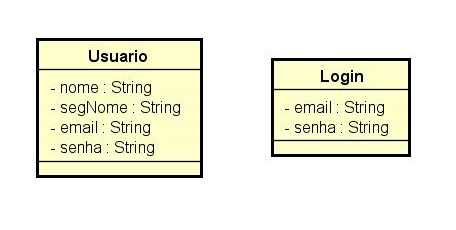 Usuario
- nome : String
- segNome : String
- email : String
- senha : String
Login
- email : String
- senha : String